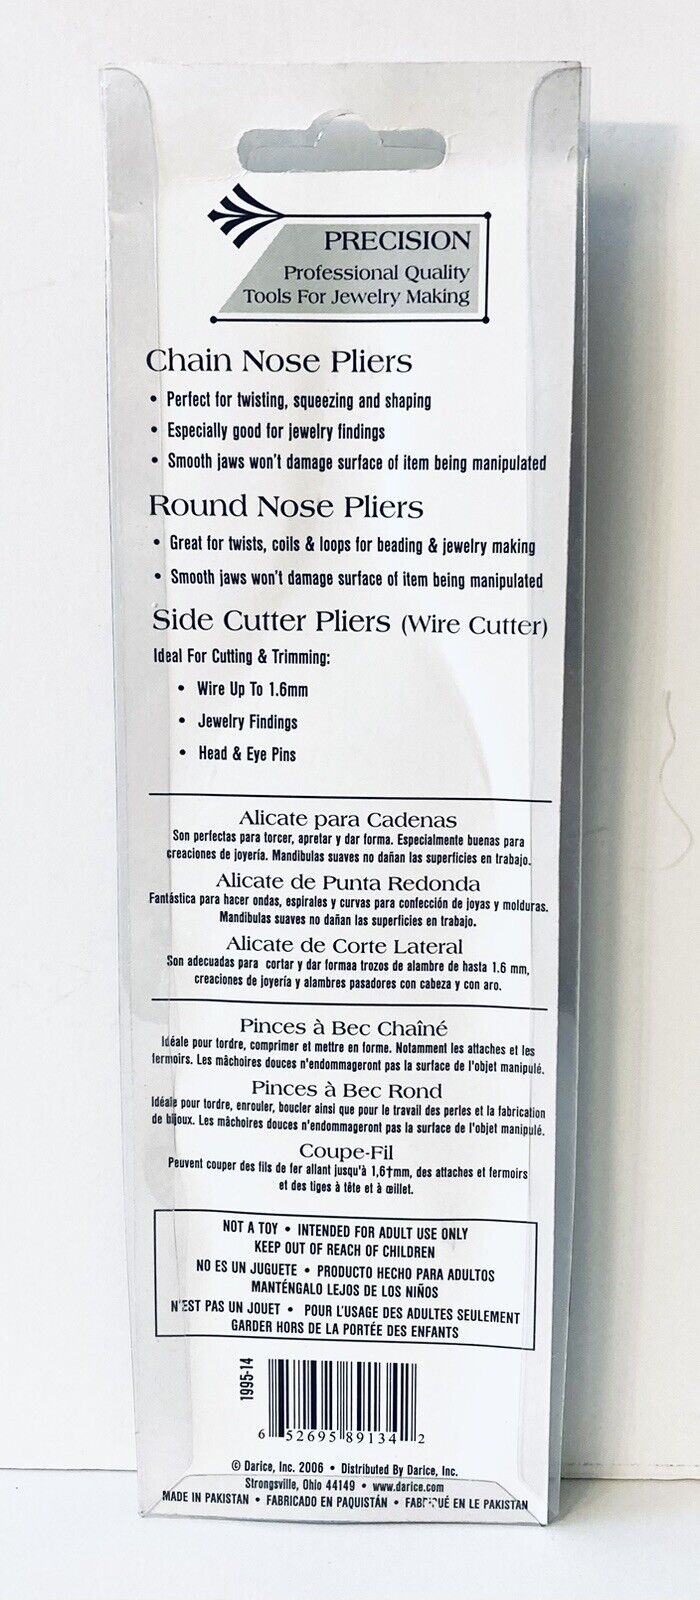 PRECISION
Professional Quality
Tools For Jewelry Making
Chain Nose Pliers
• Perfect for twisting, squeezing and shaping
• Especially good for jewelry findings
• Smooth jaws won't damage surface of item being manipulated
Round Nose Pliers
• Great for twists, coils & loops for beading & jewelry making
• Smooth jaws won't damage surface of item being manipulated
Side Cutter Pliers (Wire Cutter)
Ideal For Cutting & Trimming:
• Wire Up To 1.6mm
• Jewelry Findings
• Head & Eye Pins
Alicate para Cadenas
Son perfectas para torcer, apretar y dar forma. Especialmente buenas para
creaciones de joyería. Mandibulas suaves no dañan las superficies en trabajo.
Alicate de Punta Redonda
Fantástica para hacer ondas, espirales y curvas para confección de joyas y molduras.
Mandibulas suaves no dañan las superficies en trabajo.
Alicate de Corte Lateral
Son adecuadas para cortar y dar formaa trozos de alambre de hasta 1.6 mm,
creaciones de joyería y alambres pasadores con cabeza y con aro.
Pinces à Bec Chaîné
Idéale pour tordre, comprimer et mettre en forme. Notamment les attaches et les
fermoirs. Les mâchoires douces n'endommageront pas la surface de l'objet manipulé.
Pinces à Bec Rond
Idéale pour tordre, enrouler, boucler ainsi que pour le travail des perles et la fabrication
de bijoux. Les mâchoires douces n'endommageront pas la surface de l'objet manipulé.
Coupe-Fil
Peuvent couper des fils de fer allant jusqu'à 1,6†mm, des attaches et fermoirs
et des tiges à tête et à œillet.
NOT A TOY • INTENDED FOR ADULT USE ONLY
KEEP OUT OF REACH OF CHILDREN
NO ES UN JUGUETE • PRODUCTO HECHO PARA ADULTOS
MANTÉNGALO LEJOS DE LOS NIÑOS
N'EST PAS UN JOUET • POUR L'USAGE DES ADULTES SEULEMENT
GARDER HORS DE LA PORTÉE DES ENFANTS
1995-14
6 52695 89134 2
© Darice, Inc. 2006 • Distributed By Darice, Inc.
Strongsville, Ohio 44149 • www.darice.com
MADE IN PAKISTAN • FABRICADO EN PAQUISTÁN • FABRIQUÉ EN LE PAKISTAN